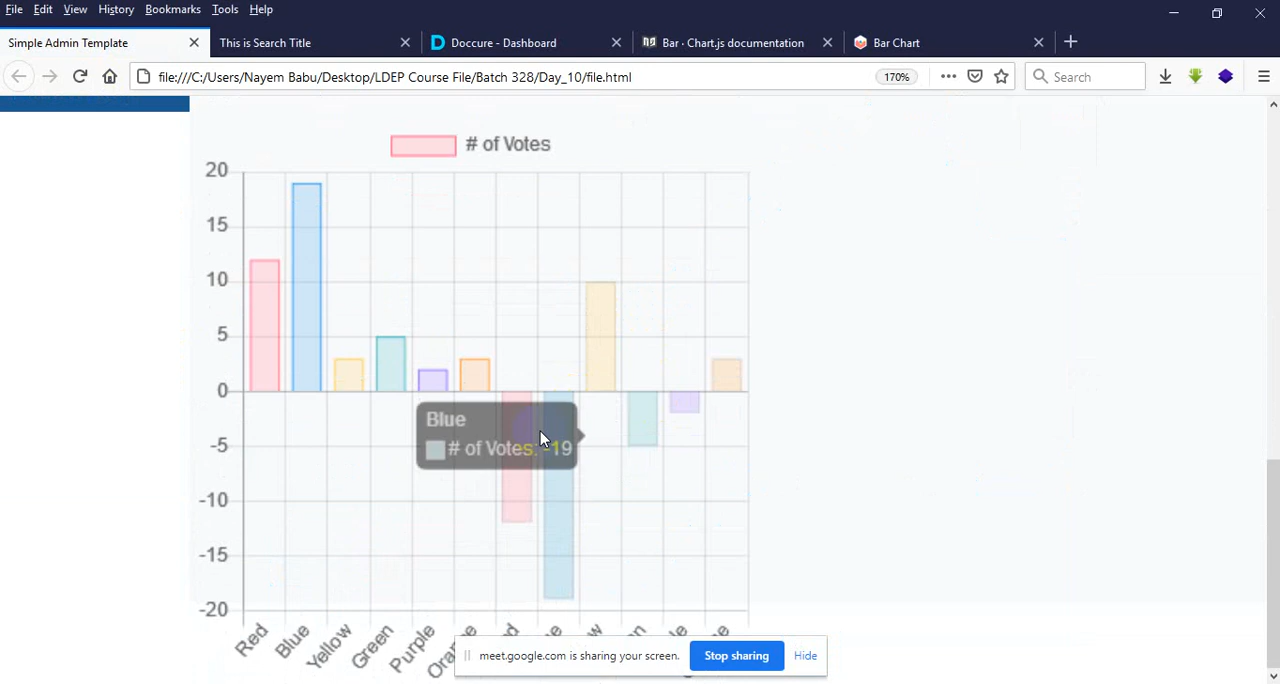 File Edit View History Bookmarks Tools Help
Simple Admin Template
This is Search Title
Doccure - Dashboard
Bar · Chart.js documentation
Bar Chart
file:///C:/Users/Nayem Babu/Desktop/LDEP Course File/Batch 328/Day_10/file.html
170%
Search
# of Votes
20
15
10
5
0
-5
-10
-15
-20
Blue
# of Votes: -19
Red
Blue
Yellow
Green
Purple
meet.google.com is sharing your screen.
Stop sharing
Hide